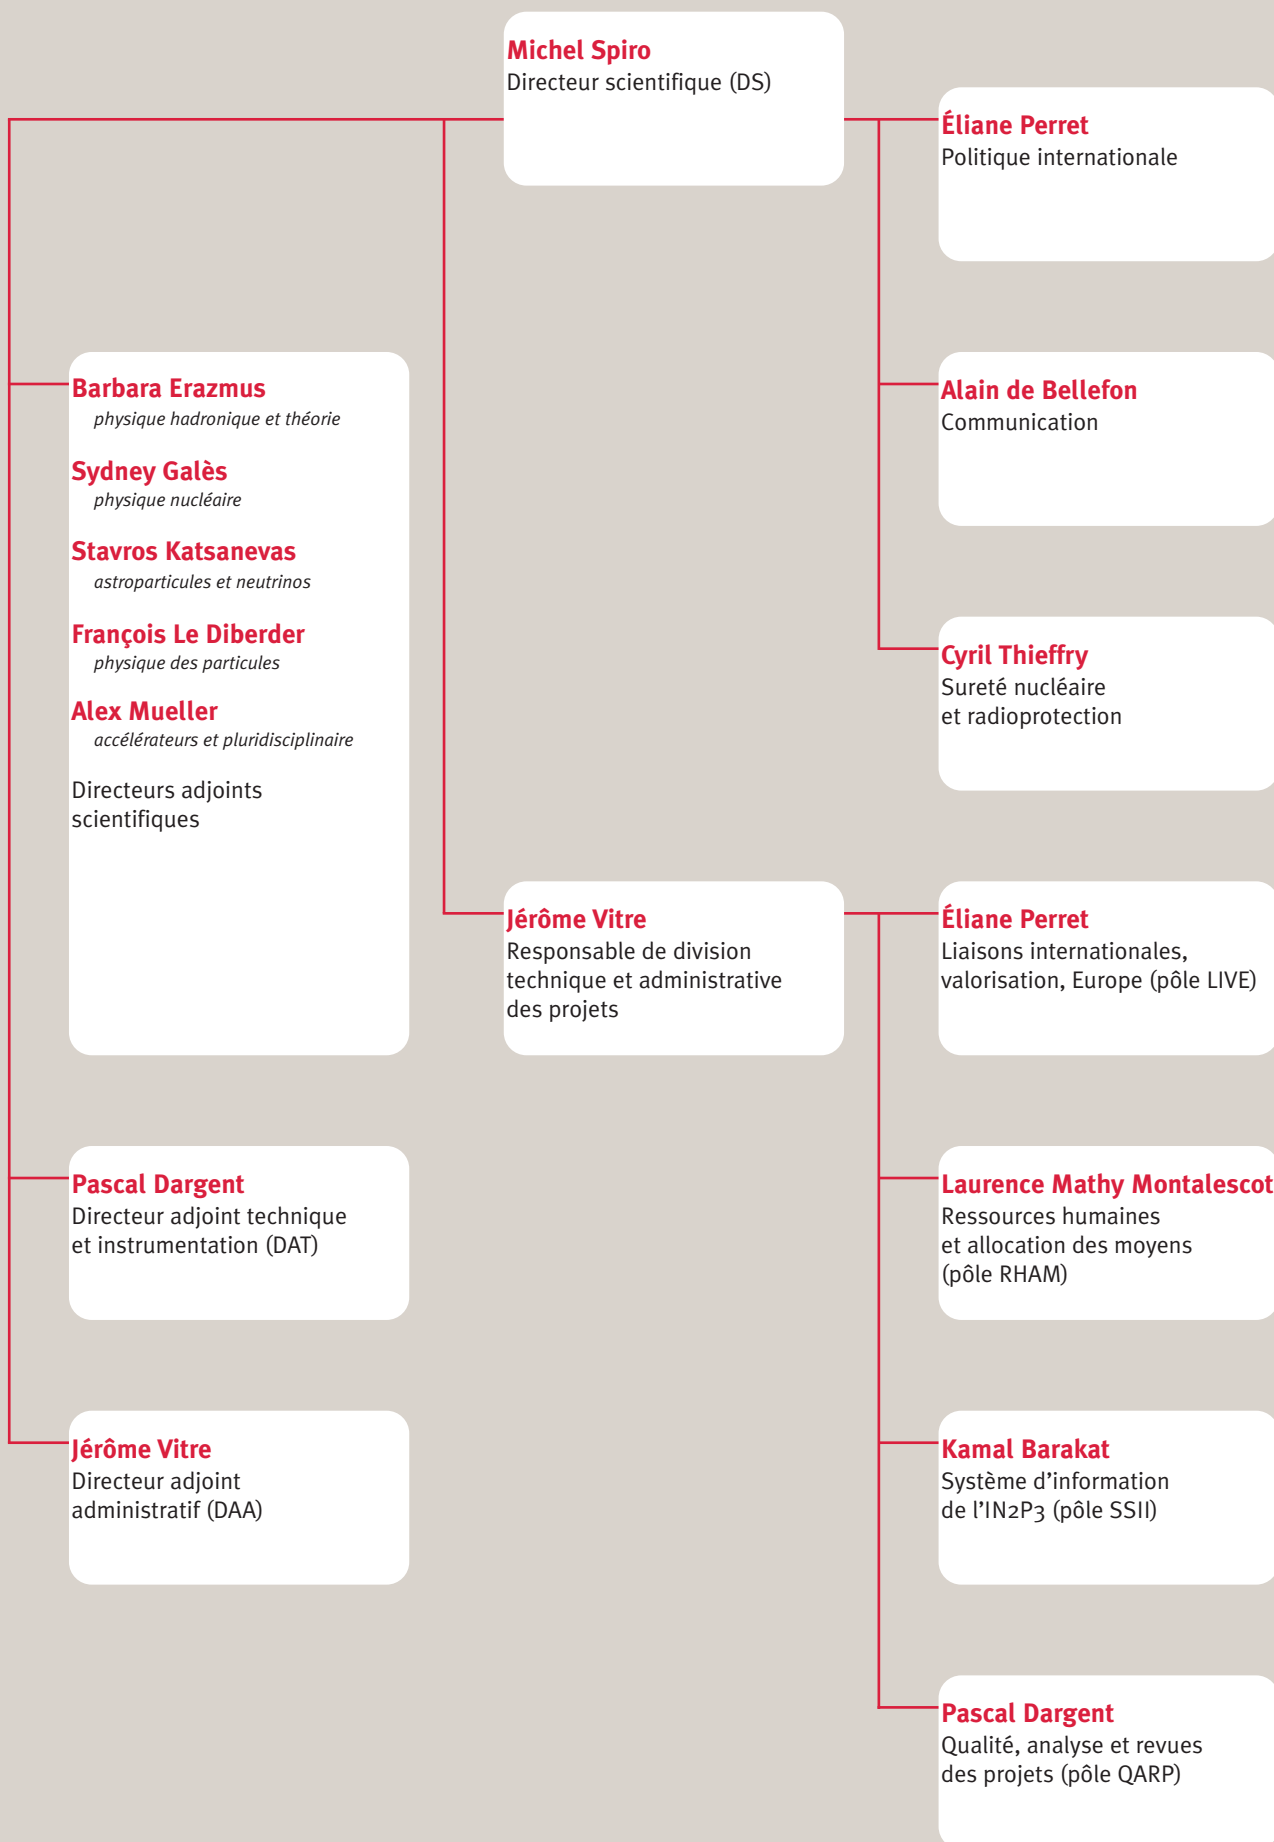 Michel Spiro
Directeur scientifique (DS)
Éliane Perret
Politique internationale
Barbara Erazmus
physique hadronique et théorie
Sydney Galès
physique nucléaire
Stavros Katsanevas
astroparticules et neutrinos
François Le Diberder
physique des particules
Alex Mueller
accélérateurs et pluridisciplinaire
Directeurs adjoints
scientifiques
Alain de Bellefon
Communication
Cyril Thieffry
Sureté nucléaire
et radioprotection
Jérôme Vitre
Responsable de division
technique et administrative
des projets
Éliane Perret
Liaisons internationales,
valorisation, Europe (pôle LIVE)
Pascal Dargent
Directeur adjoint technique
et instrumentation (DAT)
Laurence Mathy Montalescot
Ressources humaines
et allocation des moyens
(pôle RHAM)
Jérôme Vitre
Directeur adjoint
administratif (DAA)
Kamal Barakat
Système d’information
de l’IN2P3 (pôle SSII)
Pascal Dargent
Qualité, analyse et revues
des projets (pôle QARP)